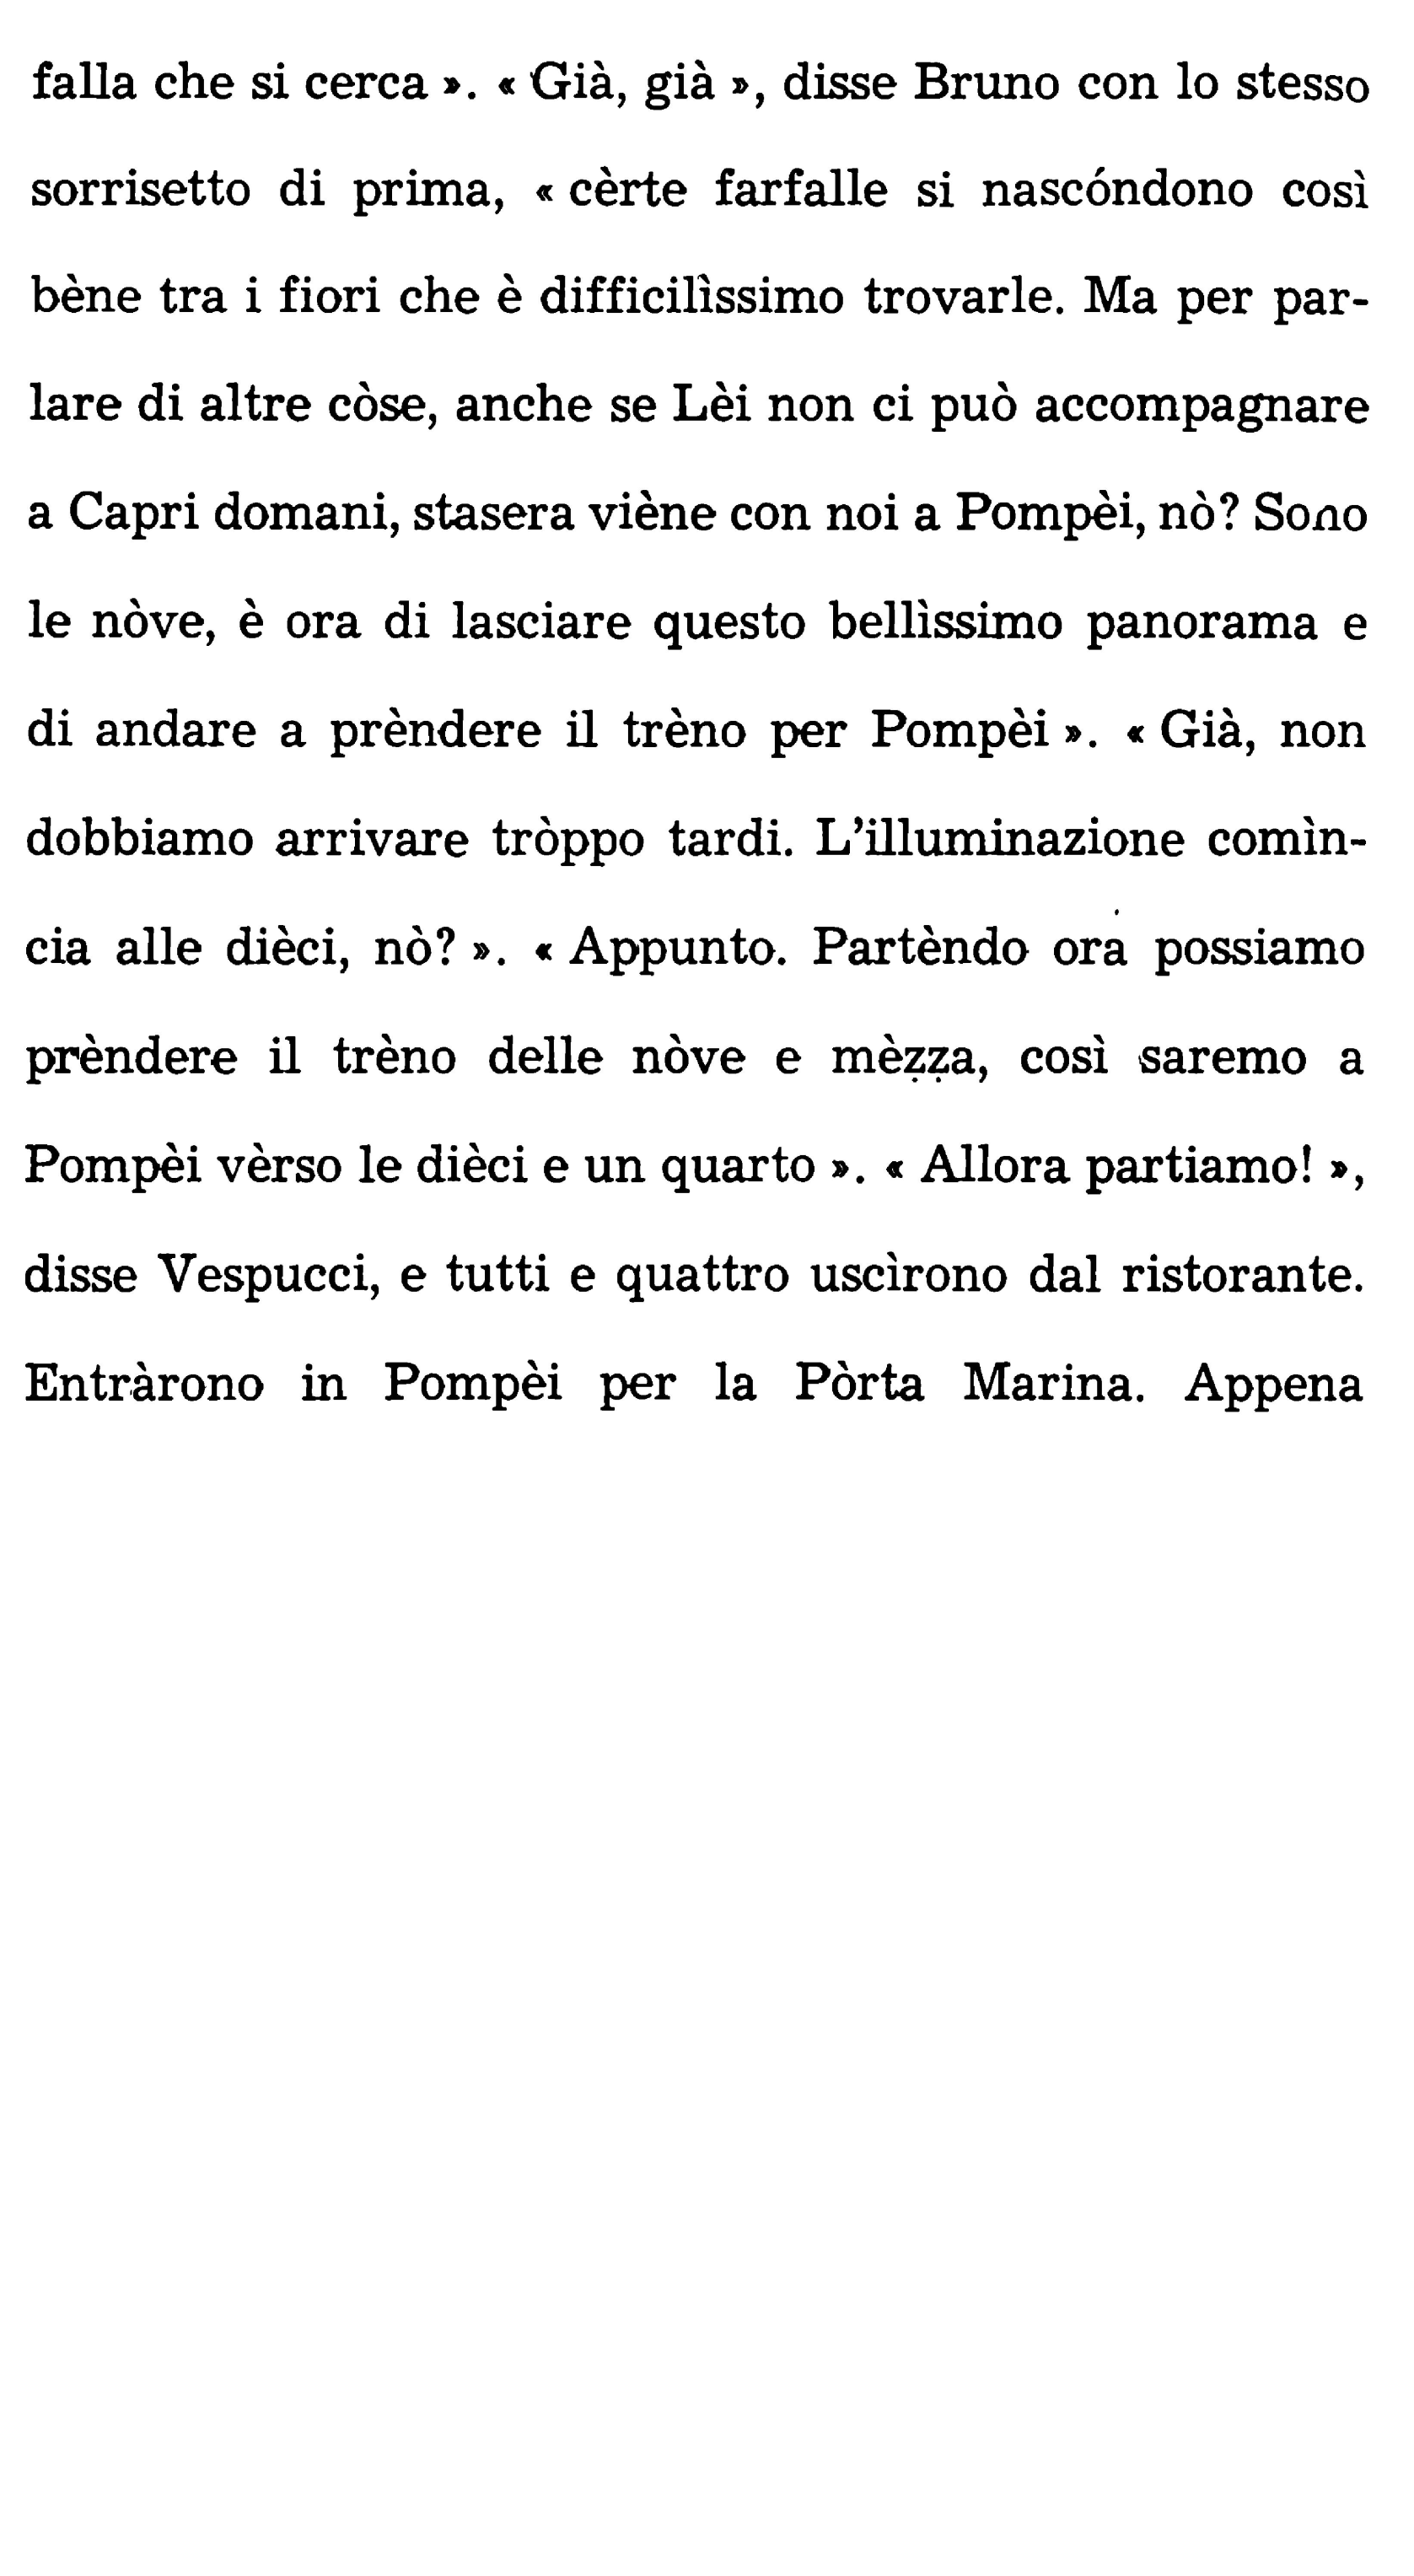 falla che si cerca ». « Già, già », disse Bruno con lo stesso
sorrisetto di prima, « cèrte farfalle si nascóndono così
bène tra i fiori che è difficilìssimo trovarle. Ma per par-
lare di altre còse, anche se Lèi non ci può accompagnare
a Capri domani, stasera viène con noi a Pompèi, nò? Sono
le nòve, è ora di lasciare questo bellìssimo panorama e
di andare a prèndere il trèno per Pompèi ». « Già, non
dobbiamo arrivare tròppo tardi. L'illuminazione comìn-
cia alle dièci, nò? ». « Appunto. Partèndo ora possiamo
prèndere il trèno delle nòve e mèẓẓa, così saremo a
Pompèi vèrso le dièci e un quarto ». « Allora partiamo! »,
disse Vespucci, e tutti e quattro uscìrono dal ristorante.
Entràrono in Pompèi per la Pòrta Marina. Appena